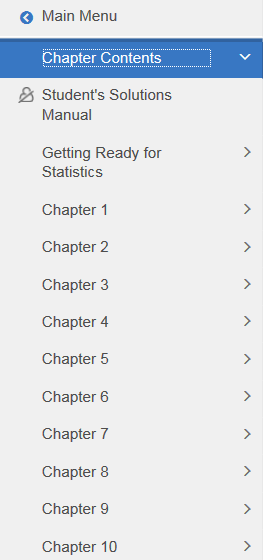 Main Menu
Chapter Contents
Student's Solutions
Manual
Getting Ready for
Statistics
Chapter 1
Chapter 2
Chapter 3
Chapter 4
Chapter 5
Chapter 6
Chapter 7
Chapter 8
Chapter 9
Chapter 10